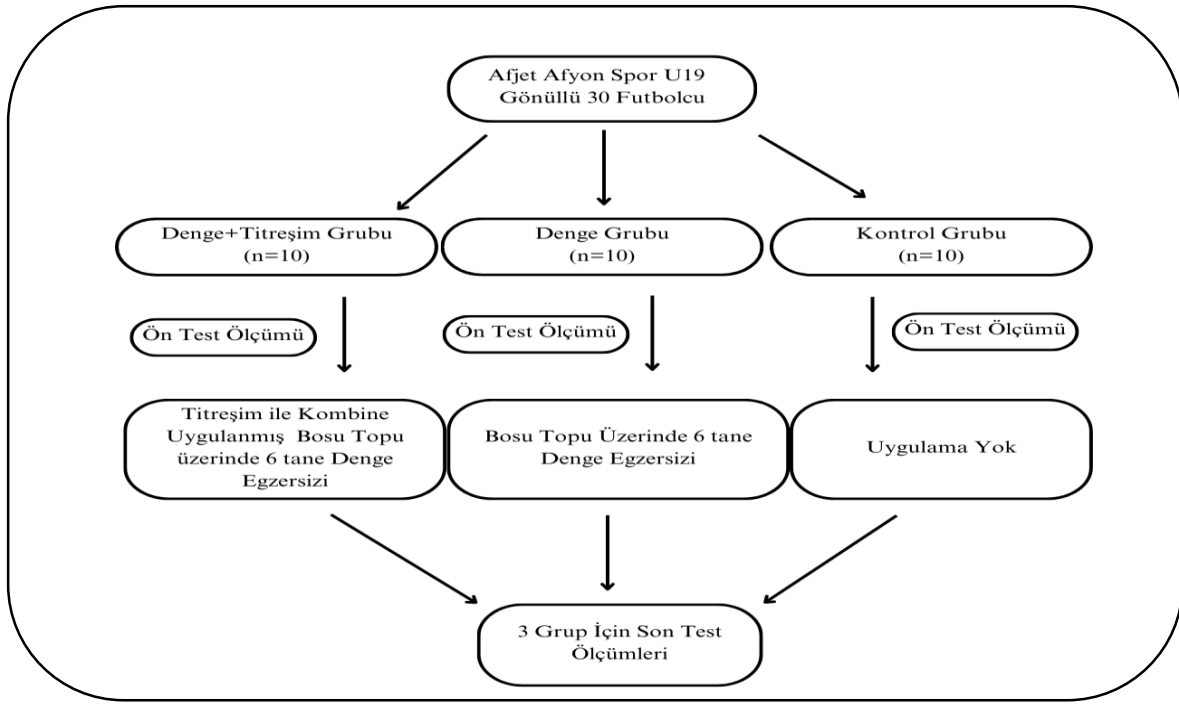 Afjet Afyon Spor U19
Gönüllü 30 Futbolcu
Denge+Titreşim Grubu
(n=10)
Denge Grubu
(n=10)
Kontrol Grubu
(n=10)
Ön Test Ölçümü
Ön Test Ölçümü
Ön Test Ölçümü
Titreşim ile Kombine
Uygulanmış Bosu Topu
üzerinde 6 tane Denge
Egzersizi
Bosu Topu Üzerinde 6 tane
Denge Egzersizi
Uygulama Yok
3 Grup İçin Son Test
Ölçümleri